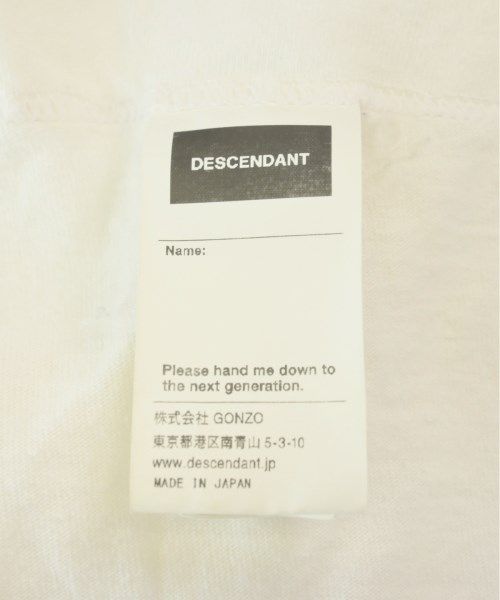 DESCENDANT
Name:
Please hand me down to
the next generation.
株式会社 GONZO
東京都港区南青山 5-3-10
www.descendant.jp
MADE IN JAPAN